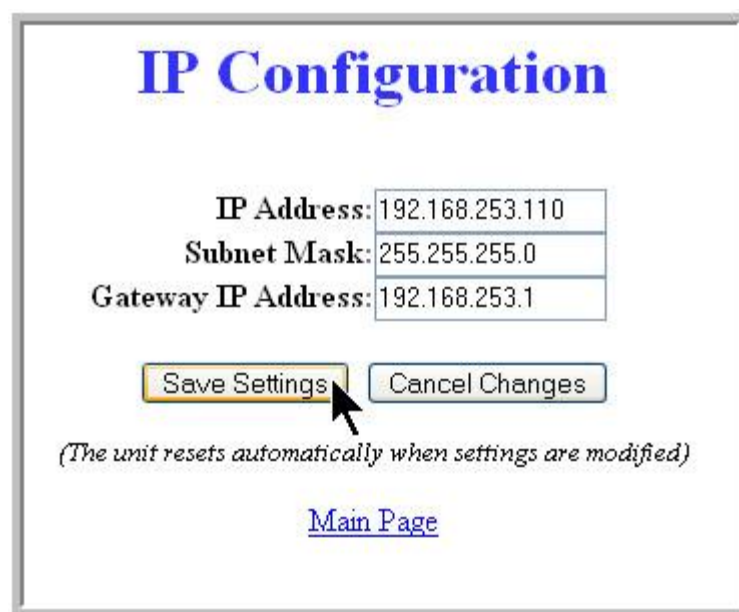 IP Configuration
IP Address: 192.168.253.110
Subnet Mask: 255.255.255.0
Gateway IP Address: 192.168.253.1
Save Settings Cancel Changes
(The unit resets automatically when settings are modified)
Main Page